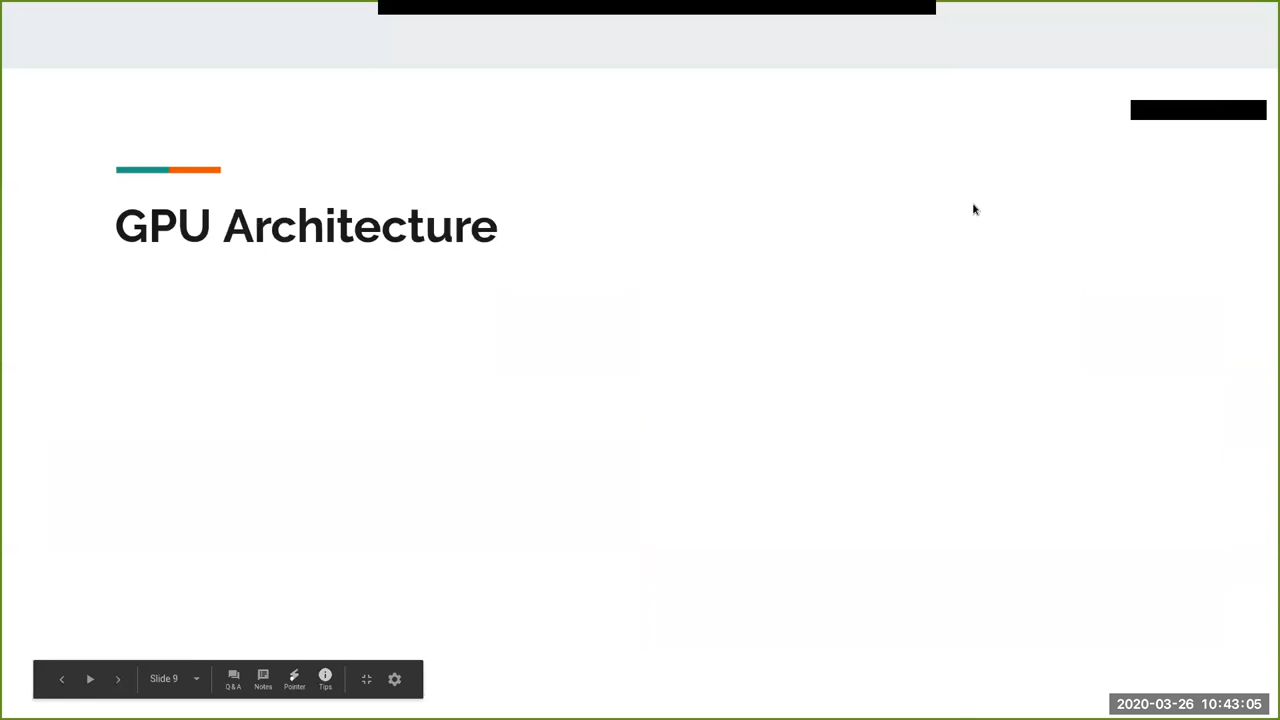 GPU Architecture
Slide 9
Q & A
Notes
Pointer
Tips
2020-03-26 10:43:05